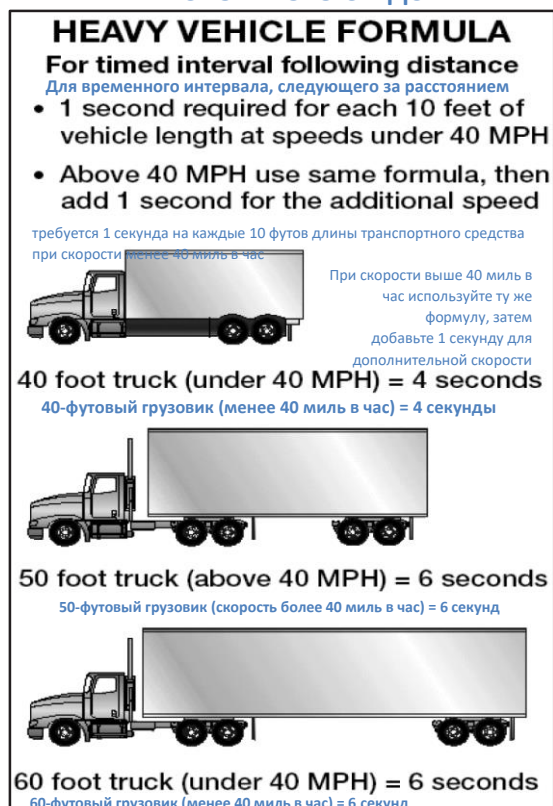 HEAVY VEHICLE FORMULA
For timed interval following distance
Для временного интервала, следующего за расстоянием
• 1 second required for each 10 feet of
vehicle length at speeds under 40 MPH
• Above 40 MPH use same formula, then
add 1 second for the additional speed
требуется 1 секунда на каждые 10 футов длины транспортного средства
при скорости менее 40 миль в час
При скорости выше 40 миль в
час используйте ту же
формулу, затем
добавьте 1 секунду для
дополнительной скорости
40 foot truck (under 40 MPH) = 4 seconds
40-футовый грузовик (менее 40 миль в час) = 4 секунды
50 foot truck (above 40 MPH) = 6 seconds
50-футовый грузовик (скорость более 40 миль в час) = 6 секунд
60 foot truck (under 40 MPH) = 6 seconds
60-футовый грузовик (менее 40 миль в час) = 6 секунд